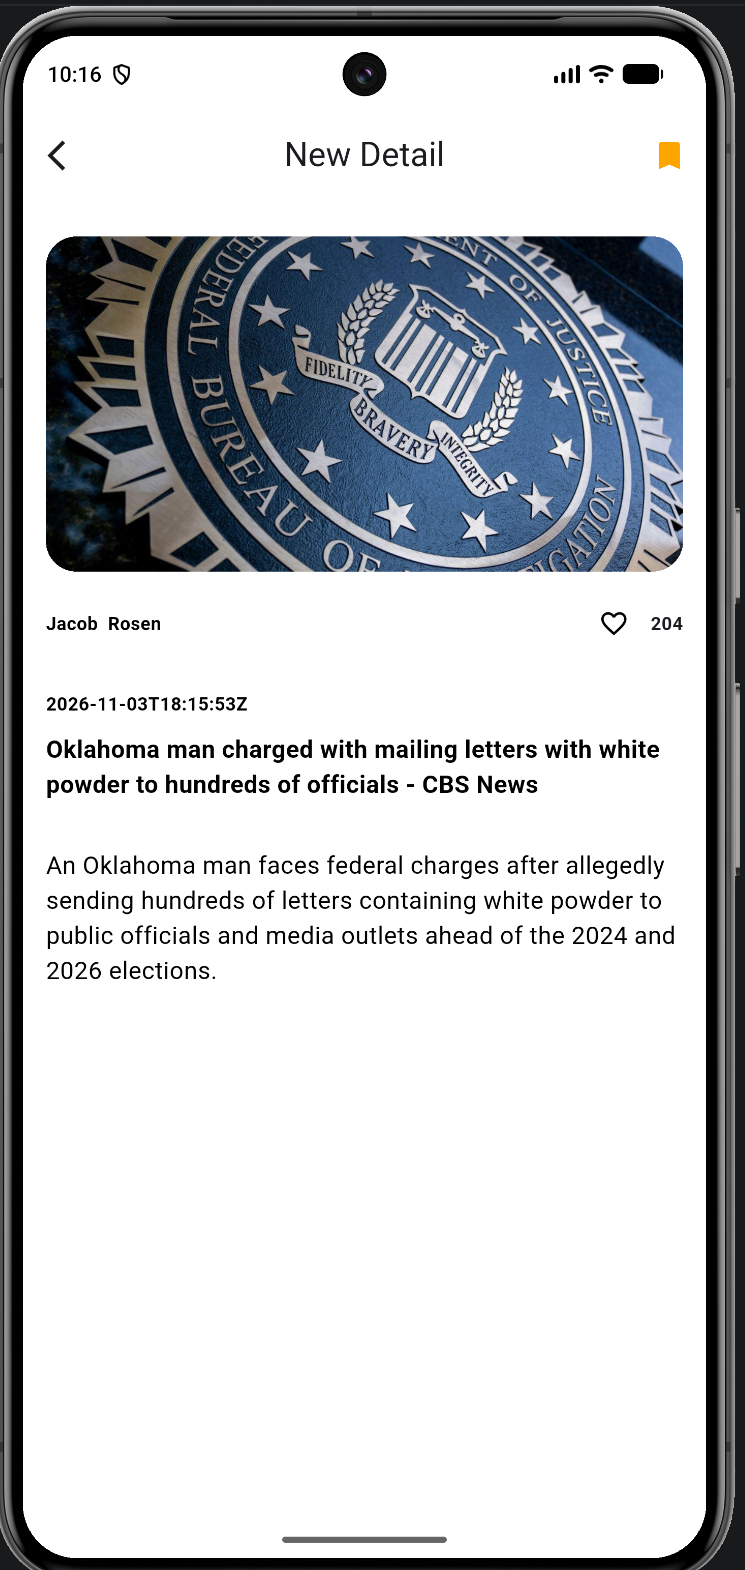 10:16
New Detail
FEDERAL BUREAU OF
ENT OF JUSTICE
FIDELITY
BRAVERY
INTEGRITY
IGATION
Jacob  Rosen
204
2026-11-03T18:15:53Z
Oklahoma man charged with mailing letters with white
powder to hundreds of officials - CBS News
An Oklahoma man faces federal charges after allegedly
sending hundreds of letters containing white powder to
public officials and media outlets ahead of the 2024 and
2026 elections.